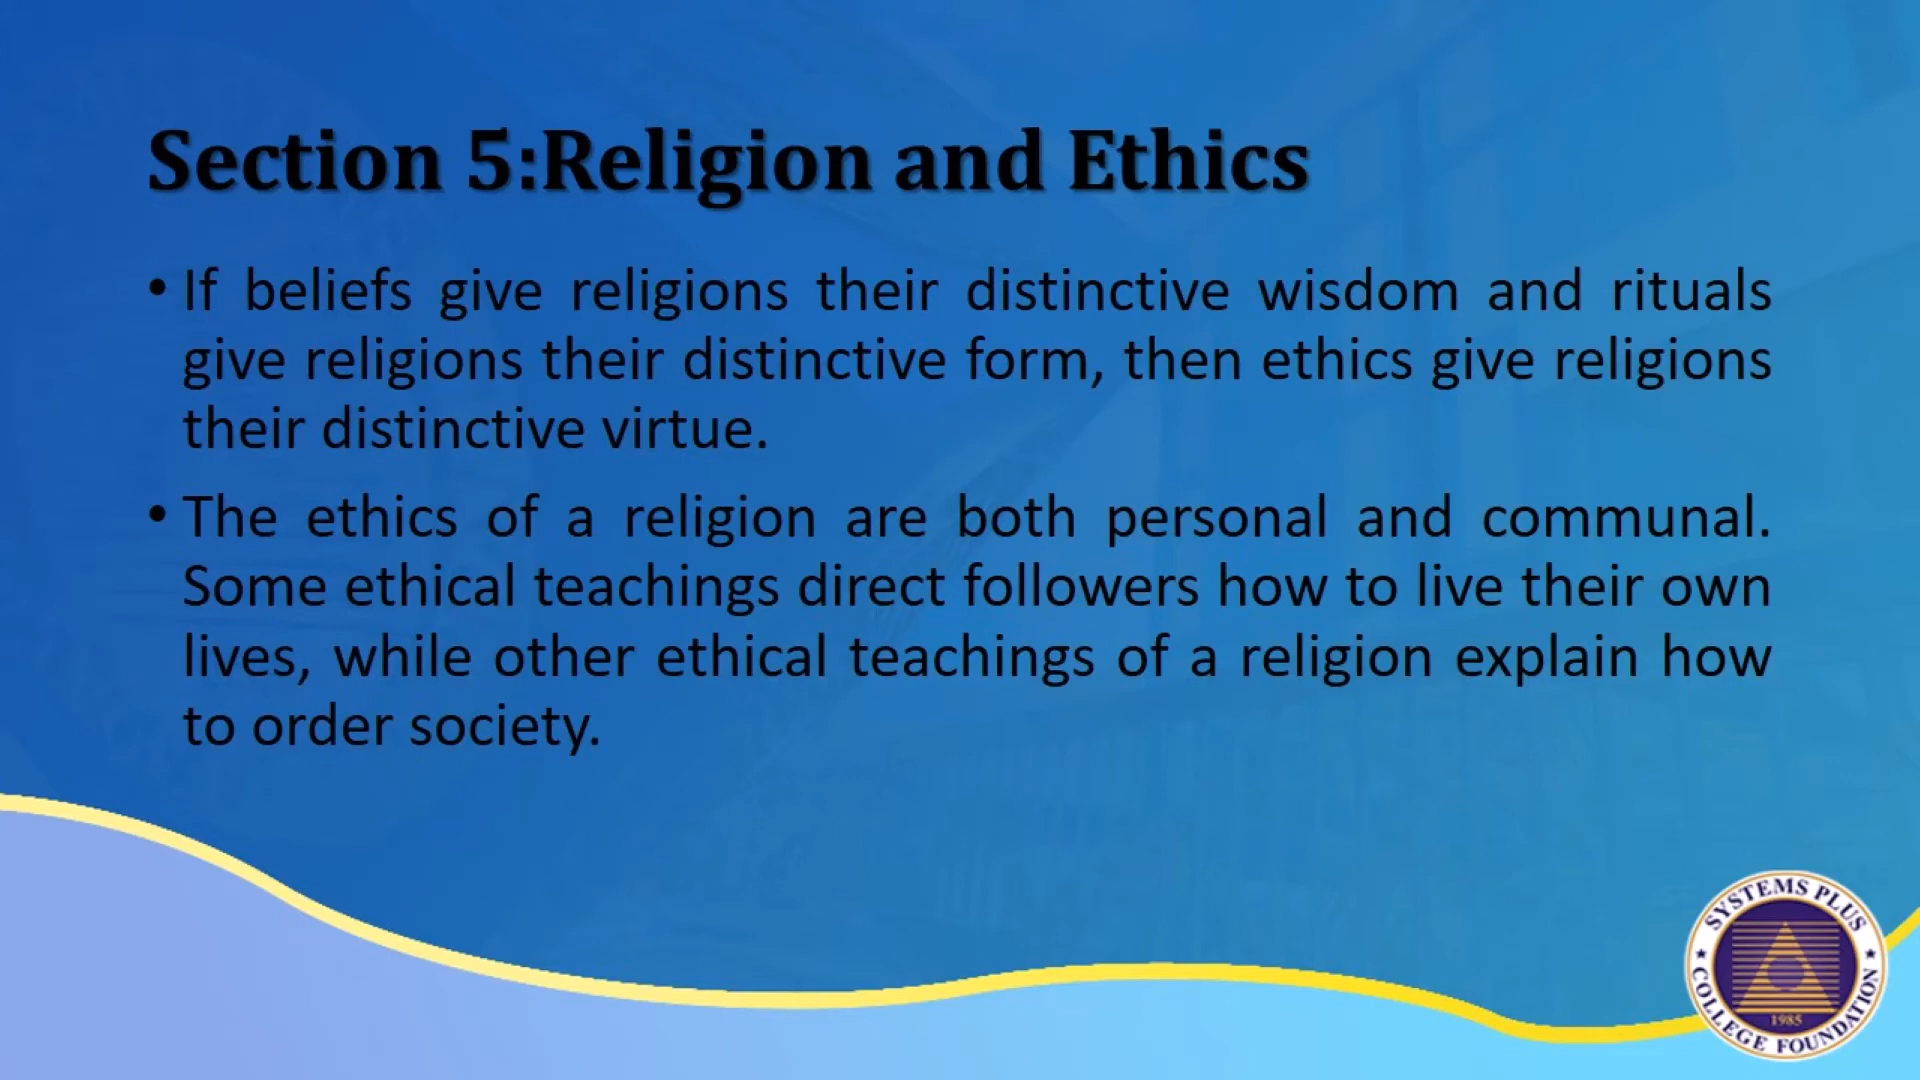 Section 5:Religion and Ethics
• If beliefs give religions their distinctive wisdom and rituals
give religions their distinctive form, then ethics give religions
their distinctive virtue.
• The ethics of a religion are both personal and communal.
Some ethical teachings direct followers how to live their own
lives, while other ethical teachings of a religion explain how
to order society.
SYSTEMS PLUS
COLLEGE FOUNDATION
1985